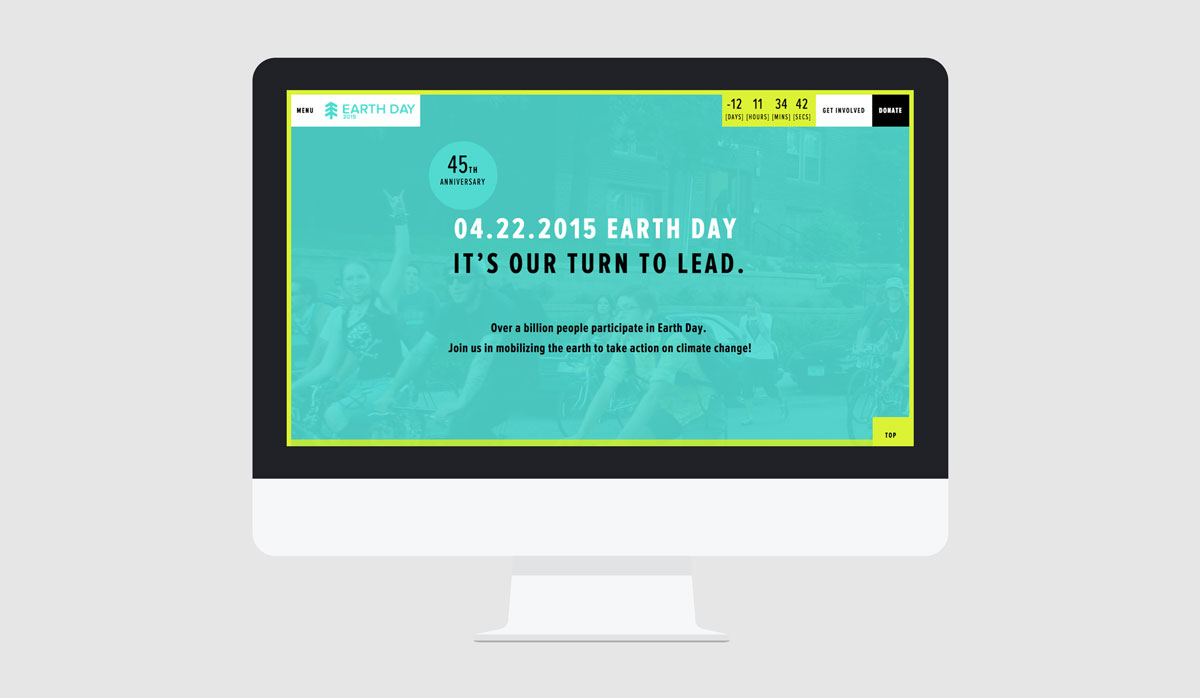 MENU
EARTH DAY
2015
-12 11 34 42
[DAYS] [HOURS] [MINS] [SECS]
GET INVOLVED
DONATE
45TH
ANNIVERSARY
04.22.2015 EARTH DAY
IT'S OUR TURN TO LEAD.
Over a billion people participate in Earth Day.
Join us in mobilizing the earth to take action on climate change!
TOP